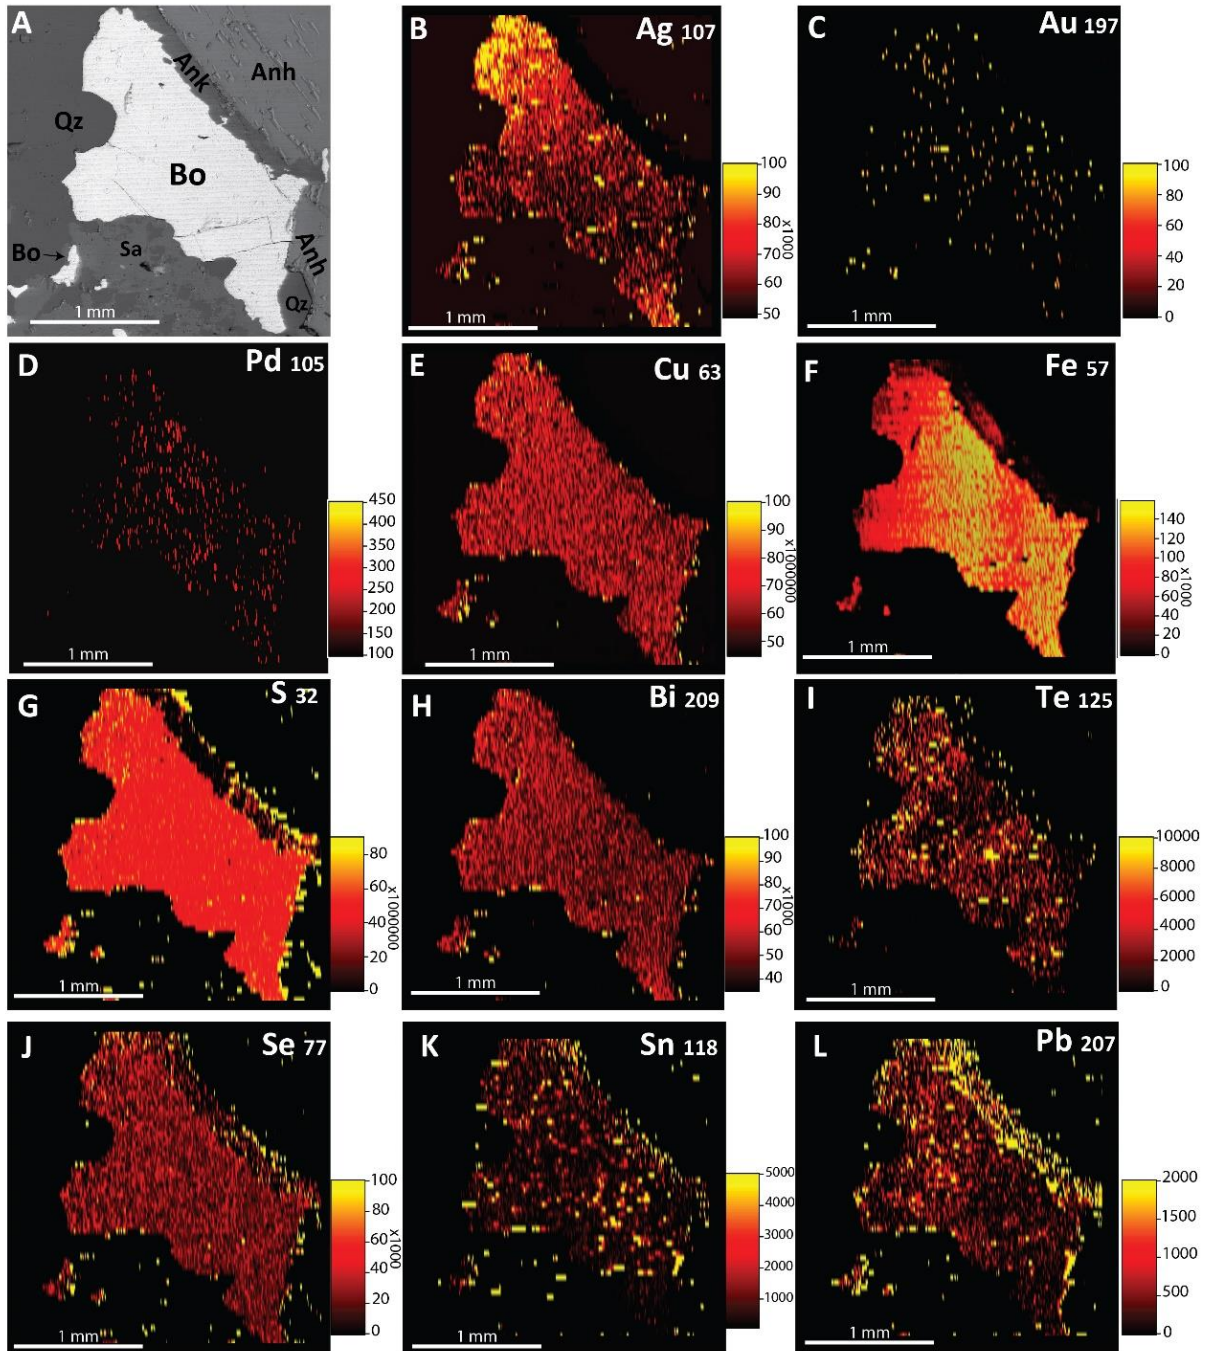 A
Ank
Anh
Qz
Bo
Bo
Sa
Anh
Qz
1 mm
B
Ag 107
100
90
80
70
60
50
x1000
1 mm
C
Au 197
100
80
60
40
20
0
1 mm
D
Pd 105
450
400
350
300
250
200
150
100
1 mm
E
Cu 63
100
90
80
70
60
50
x1000000
1 mm
F
Fe 57
140
120
100
80
60
40
20
0
x1000
1 mm
G
S 32
80
60
40
20
0
x1000000
1 mm
H
Bi 209
100
90
80
70
60
50
40
x1000
1 mm
I
Te 125
10000
8000
6000
4000
2000
0
1 mm
J
Se 77
100
80
60
40
20
0
x1000
1 mm
K
Sn 118
5000
4000
3000
2000
1000
1 mm
L
Pb 207
2000
1500
1000
500
0
1 mm